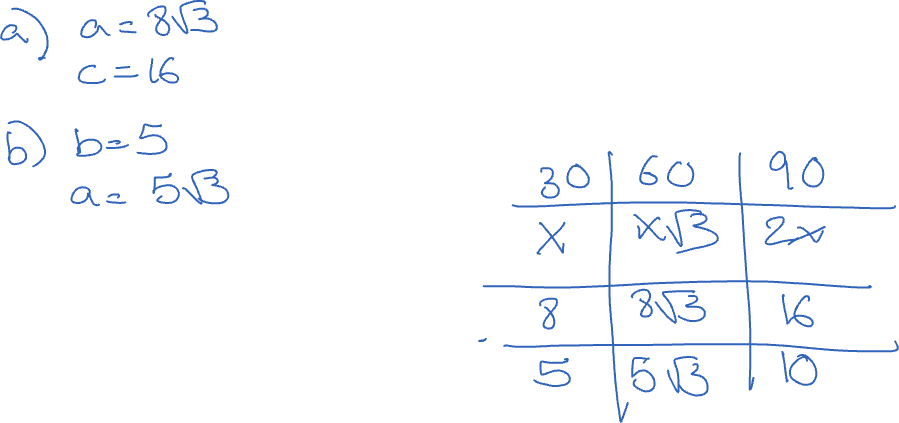 a) a = 8√3
c = 16
b) b = 5
a = 5√3
30 | 60 | 90
x | x√3 | 2x
8 | 8√3 | 16
5 | 5√3 | 10